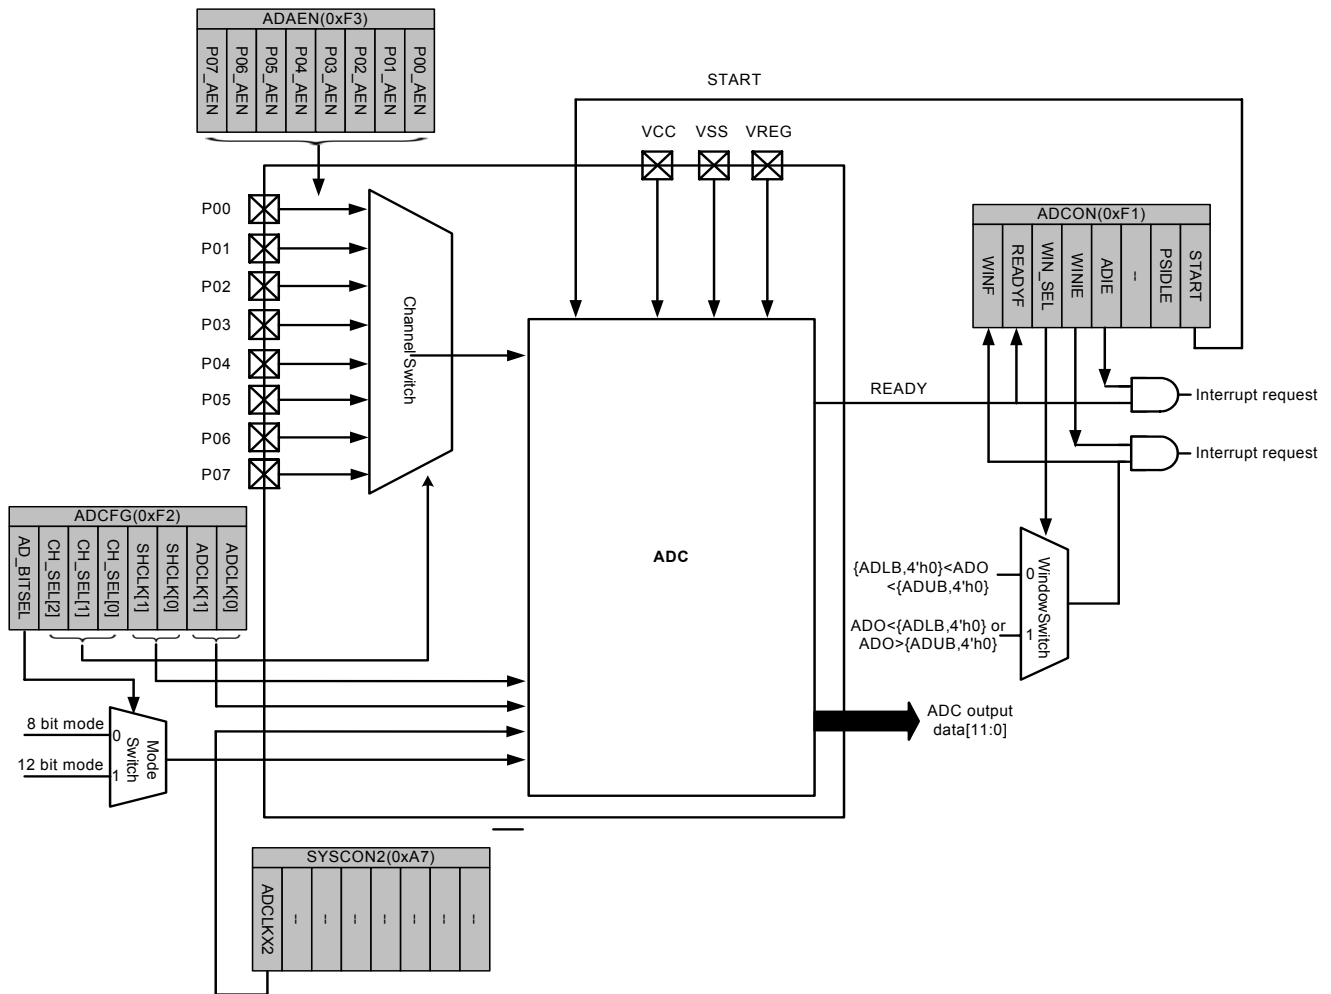 ADAEN(0xF3)
P07_AEN
P06_AEN
P05_AEN
P04_AEN
P03_AEN
P02_AEN
P01_AEN
P00_AEN
START
VCC
VSS
VREG
P00
P01
P02
P03
P04
P05
P06
P07
Channel Switch
ADCON(0xF1)
WINF
READYF
WIN_SEL
WINIE
ADIE
--
PSIDLE
START
READY
Interrupt request
Interrupt request
ADCFG(0xF2)
AD_BITSEL
CH_SEL[2]
CH_SEL[1]
CH_SEL[0]
SHCLK[1]
SHCLK[0]
ADCLK[1]
ADCLK[0]
ADC
{ADLB,4'h0}<ADO
<{ADUB,4'h0}
0
ADO<{ADLB,4'h0} or
ADO>{ADUB,4'h0}
1
WindowSwitch
8 bit mode
0
12 bit mode
1
Mode
Switch
ADC output
data[11:0]
SYSCON2(0xA7)
ADCLKX2
--
--
--
--
--
--
--